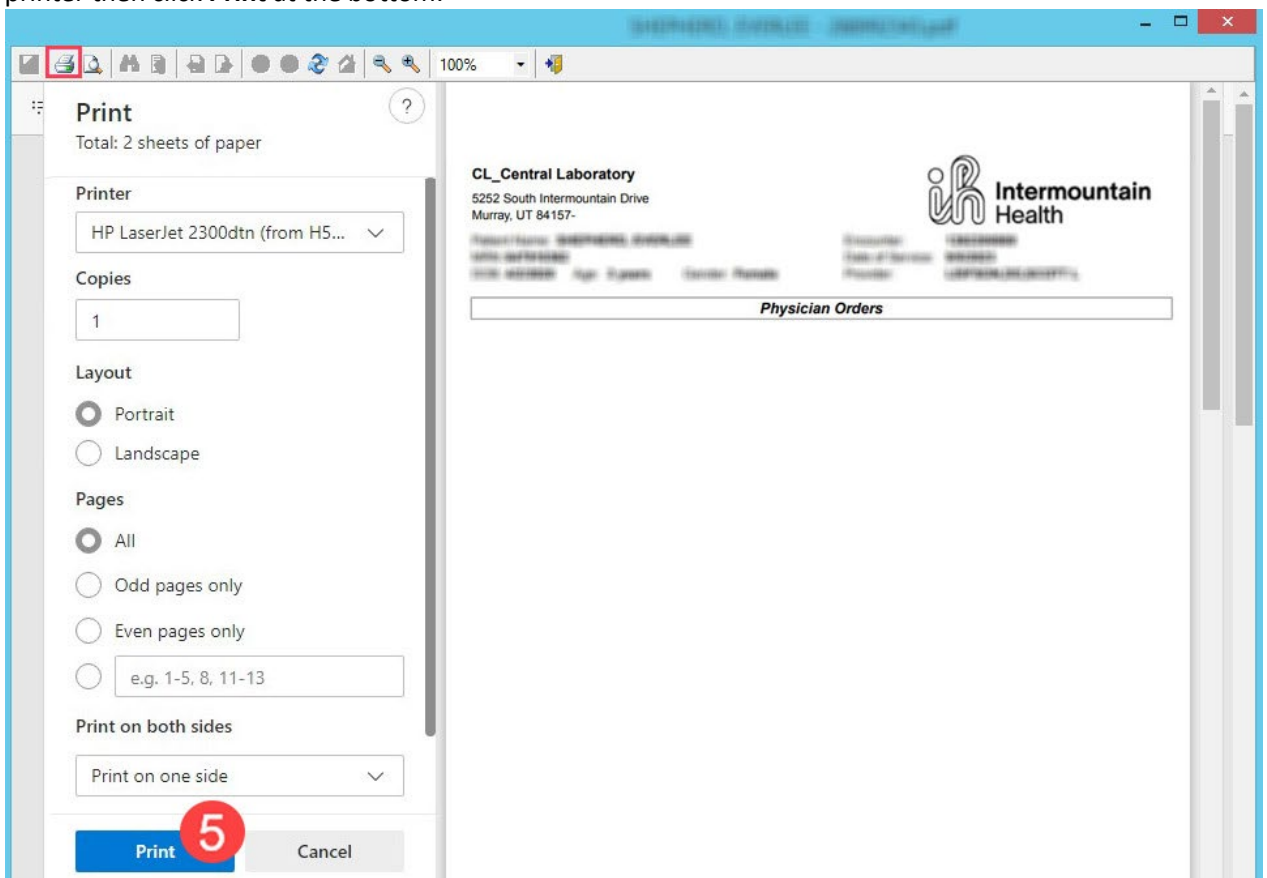 printer then click Print at the bottom.
100%
Print
?
Total: 2 sheets of paper
Printer
HP LaserJet 2300dtn (from H5...
Copies
1
Layout
Portrait
Landscape
Pages
All
Odd pages only
Even pages only
e.g. 1-5, 8, 11-13
Print on both sides
Print on one side
Print
5
Cancel
CL_Central Laboratory
5252 South Intermountain Drive
Murray, UT 84157-
Intermountain
Health
Physician Orders